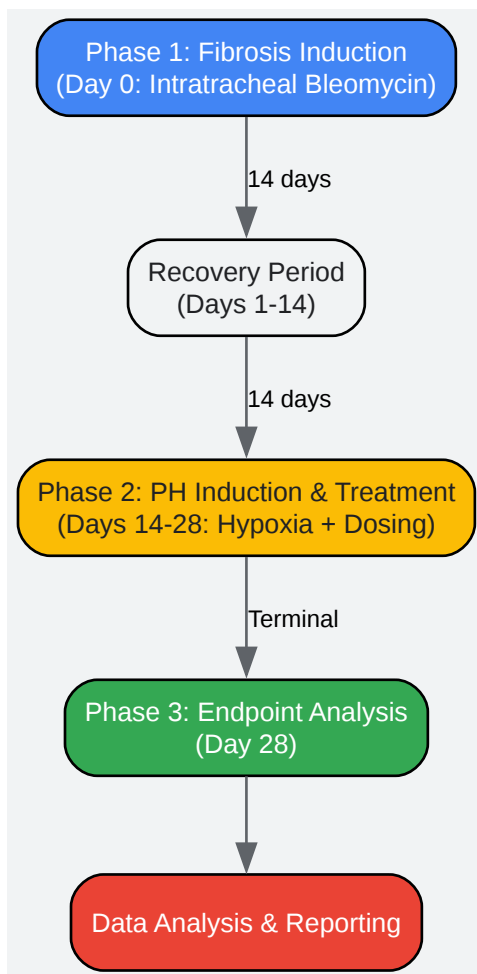 Phase 1: Fibrosis Induction
(Day 0: Intratracheal Bleomycin)
14 days
Recovery Period
(Days 1-14)
14 days
Phase 2: PH Induction & Treatment
(Days 14-28: Hypoxia + Dosing)
Terminal
Phase 3: Endpoint Analysis
(Day 28)
Data Analysis & Reporting